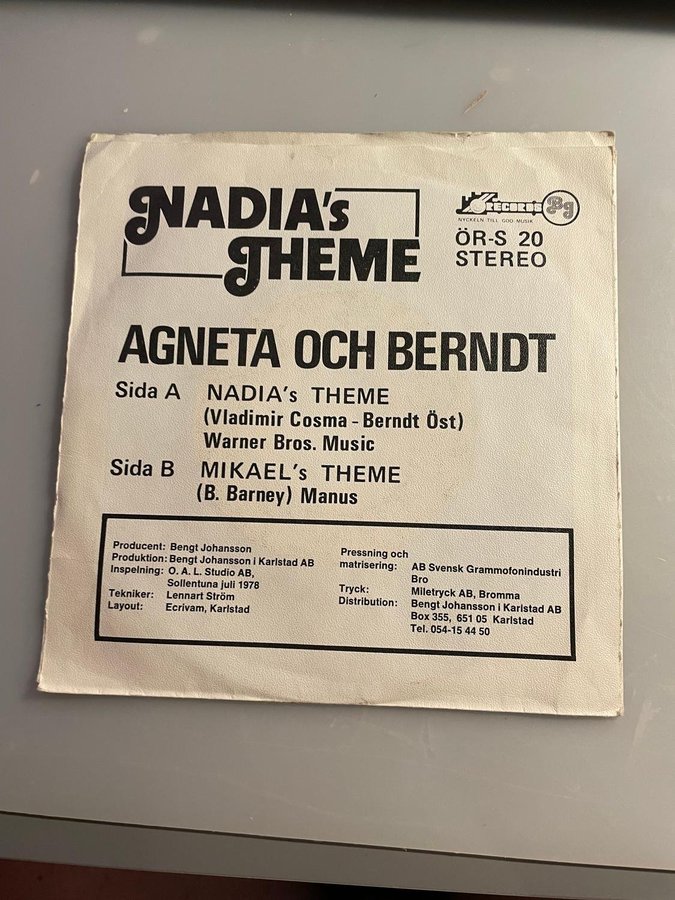 NADIA's
THEME
RECORDS Bg
NYCKELN TILL GOD MUSIK
ÖR-S 20
STEREO
AGNETA OCH BERNDT
Sida A NADIA's THEME
(Vladimir Cosma - Berndt Öst)
Warner Bros. Music
Sida B MIKAEL's THEME
(B. Barney) Manus
Producent: Bengt Johansson
Produktion: Bengt Johansson i Karlstad AB
Inspelning: O. A. L. Studio AB,
Sollentuna juli 1978
Tekniker: Lennart Ström
Layout: Ecrivam, Karlstad
Pressning och
matrisering: AB Svensk Grammofonindustri
Bro
Tryck: Miletryck AB, Bromma
Distribution: Bengt Johansson i Karlstad AB
Box 355, 651 05 Karlstad
Tel. 054-15 44 50